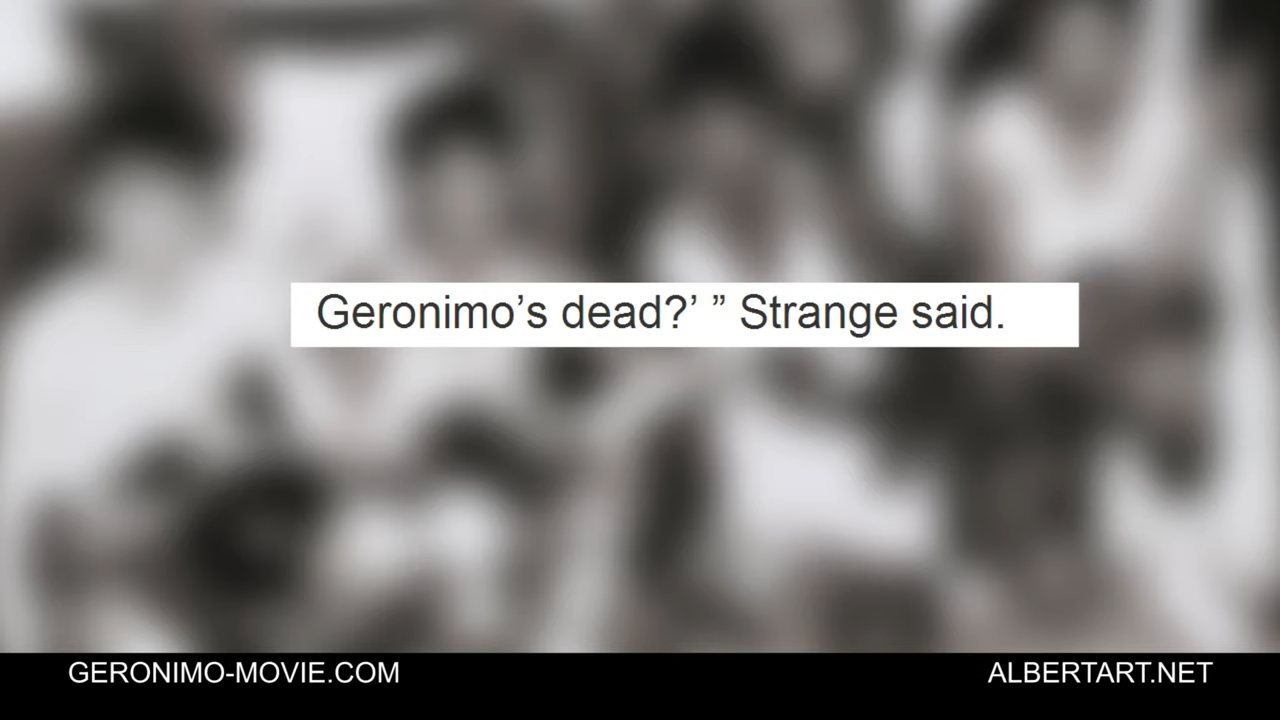 Geronimo’s dead?’ ” Strange said.
GERONIMO-MOVIE.COM
ALBERTART.NET